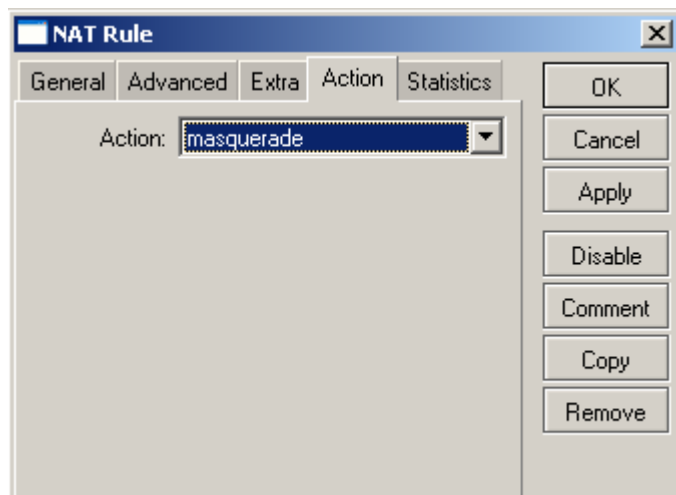 NAT Rule
General Advanced Extra Action Statistics
Action: masquerade
OK
Cancel
Apply
Disable
Comment
Copy
Remove